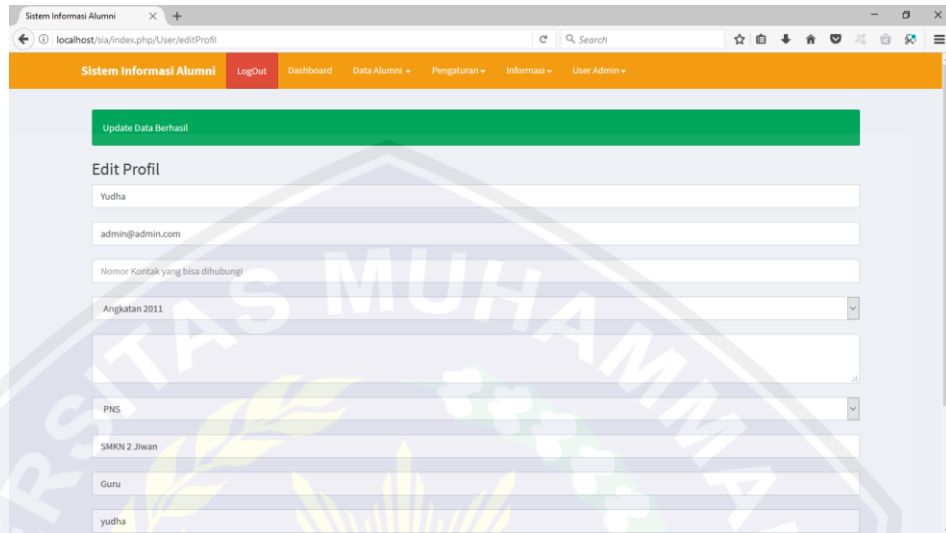 Sistem Informasi Alumni
localhost/sia/index.php/User/editProfil
Search
Sistem Informasi Alumni LogOut Dashboard Data Alumni Pengaturan Informasi User Admin
Update Data Berhasil
Edit Profil
Yudha
admin@admin.com
Nomor Kontak yang bisa dihubungi
Angkatan 2011
PNS
SMKN 2 Jiwan
Guru
yudha
ERSITAS MUHAMMA